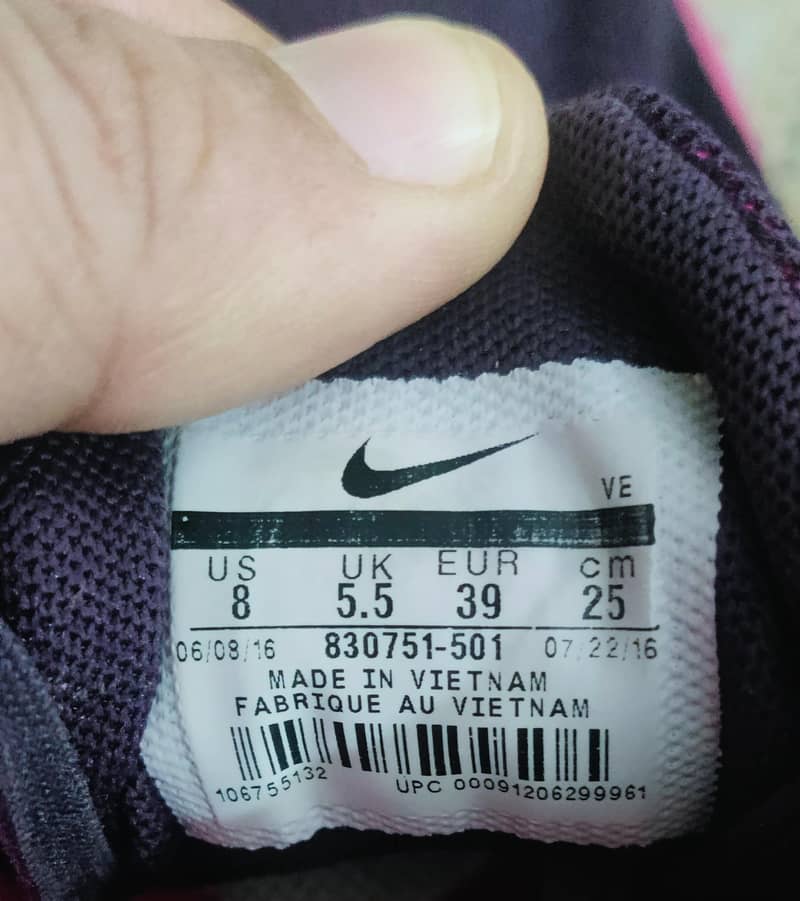 VE
US UK EUR cm
8 5.5 39 25
06/08/16 830751-501 07/22/16
MADE IN VIETNAM
FABRIQUE AU VIETNAM
106755132 UPC 00091206299961